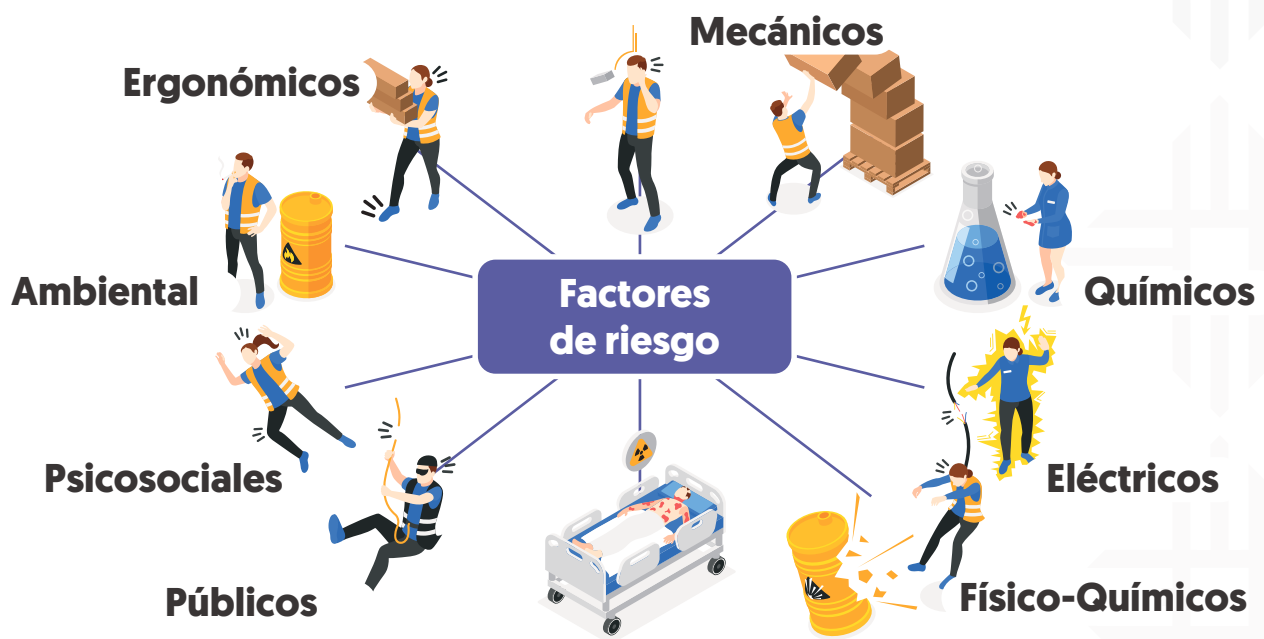 Mecánicos
Ergonómicos
Ambiental
Químicos
Factores
de riesgo
Psicosociales
Eléctricos
Públicos
Físico-Químicos